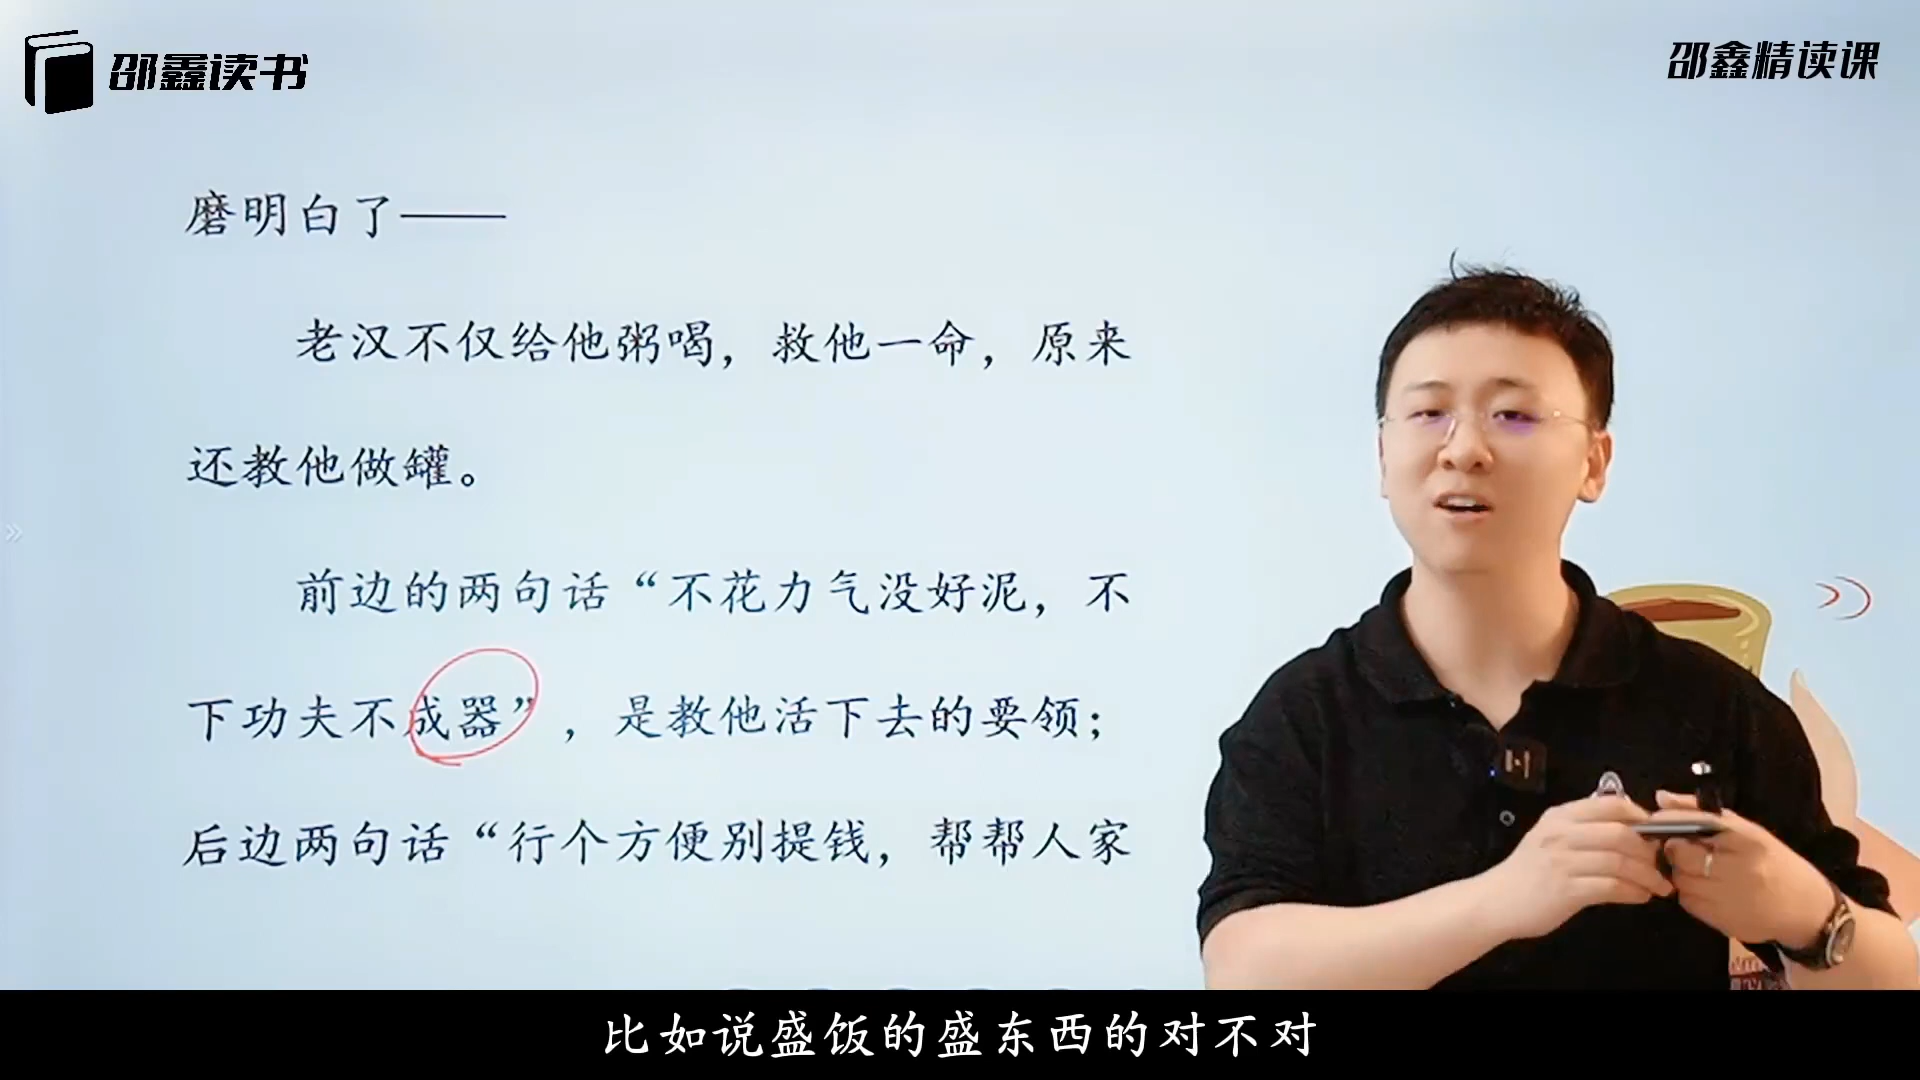 邵鑫读书
邵鑫精读课
磨明白了——
老汉不仅给他粥喝，救他一命，原来
还教他做罐。
前边的两句话“不花力气没好泥，不
下功夫不成器”，是教他活下去的要领；
后边两句话“行个方便别提钱，帮帮人家
比如说盛饭的盛东西的对不对